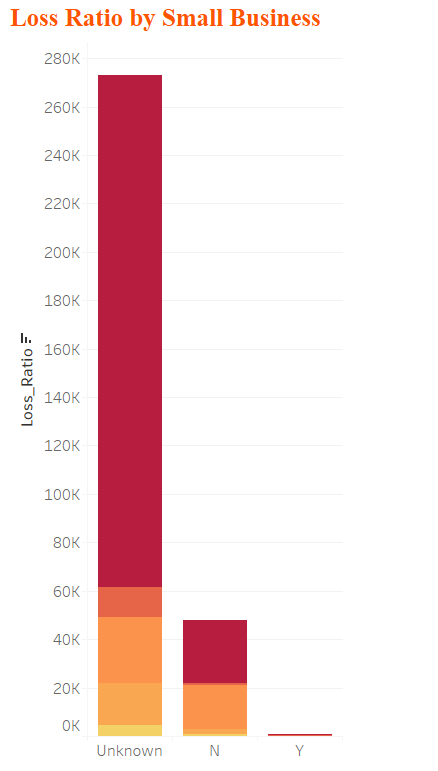 Loss Ratio by Small Business
280K
260K
240K
220K
200K
180K
160K
140K
120K
100K
80K
60K
40K
20K
0K
Loss_Ratio
Unknown N Y